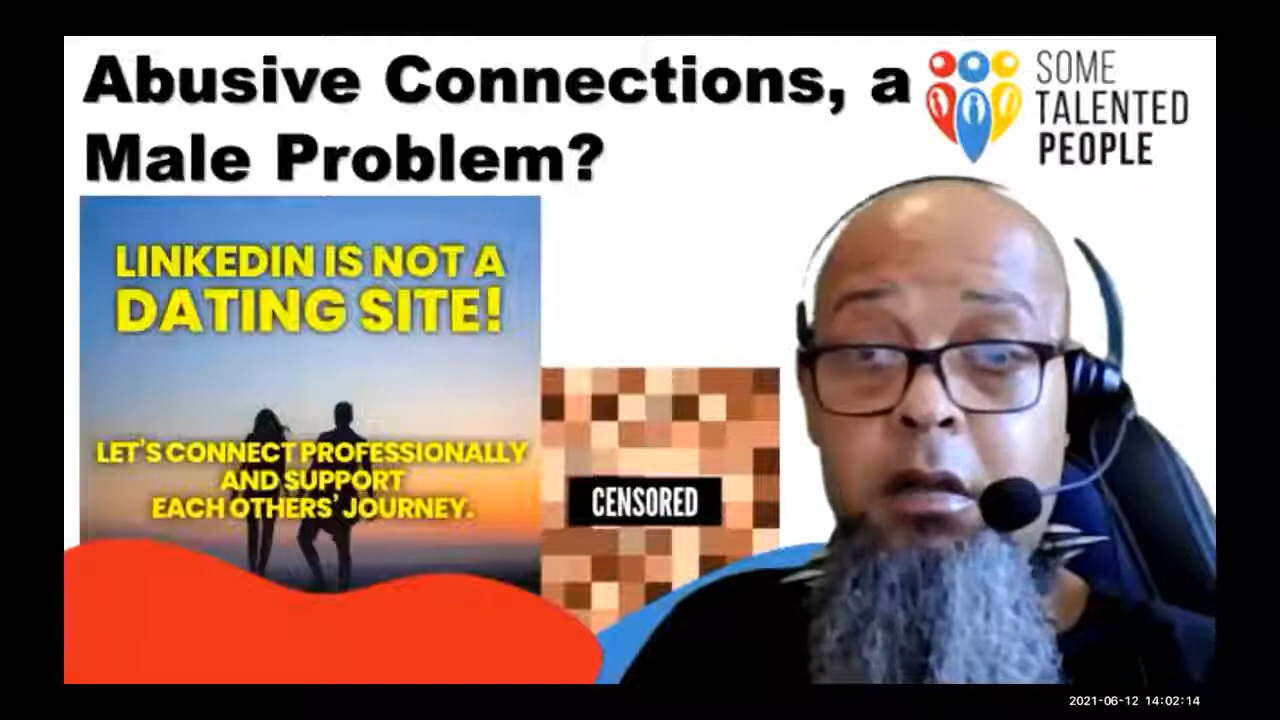 Abusive Connections, a
Male Problem?
SOME
TALENTED
PEOPLE
LINKEDIN IS NOT A
DATING SITE!
LET'S CONNECT PROFESSIONALLY
AND SUPPORT
EACH OTHERS' JOURNEY.
CENSORED
2021-06-12 14:02:14